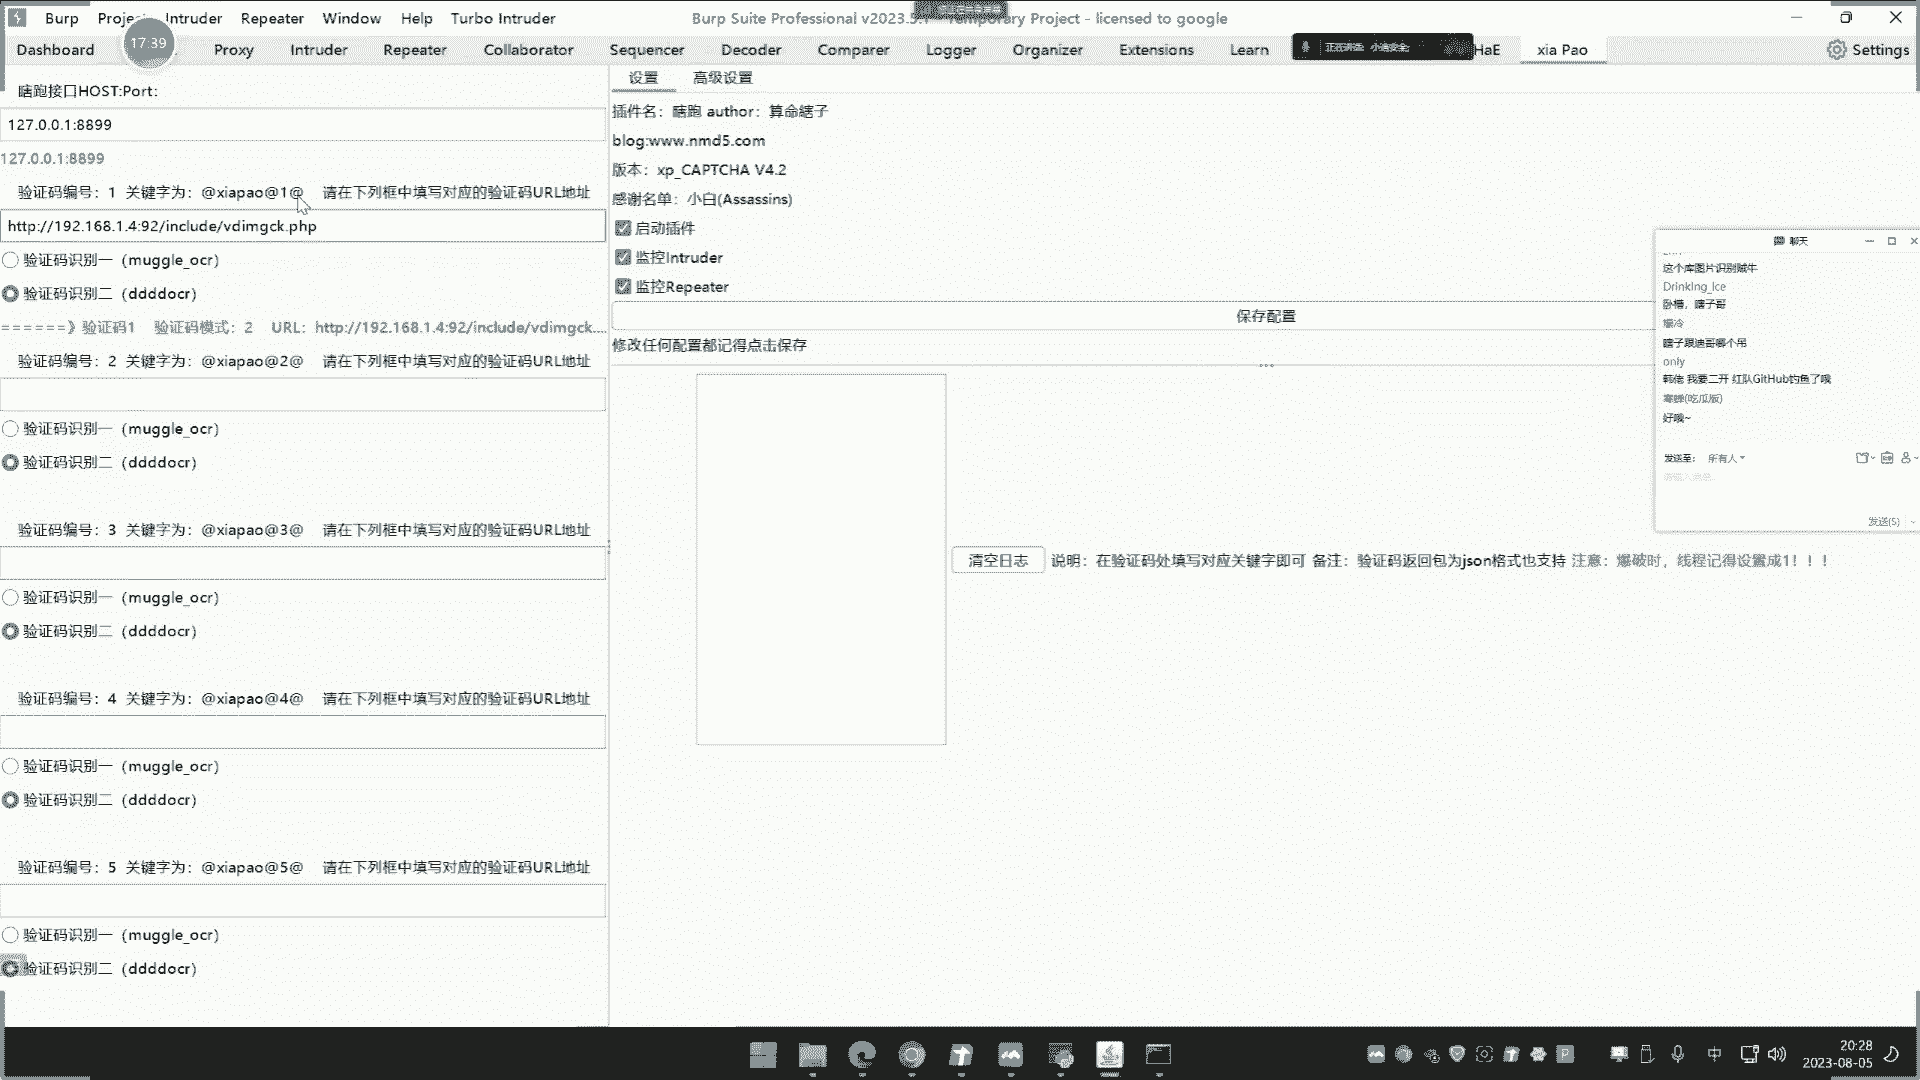 Burp Project Intruder Repeater Window Help Turbo Intruder
Burp Suite Professional v2023.5. Temporary Project - licensed to google
17:39
Dashboard Proxy Intruder Repeater Collaborator Sequencer Decoder Comparer Logger Organizer Extensions Learn HaE xia Pao Settings
瞎跑接口HOST:Port:
127.0.0.1:8899
127.0.0.1:8899
验证码编号：1 关键字为：@xiapao@1@ 请在下列框中填写对应的验证码URL地址
http://192.168.1.4:92/include/vdimgck.php
验证码识别一（muggle_ocr）
验证码识别二（ddddocr）
======》验证码1 验证码模式：2 URL：http://192.168.1.4:92/include/vdimgck....
验证码编号：2 关键字为：@xiapao@2@ 请在下列框中填写对应的验证码URL地址
验证码识别一（muggle_ocr）
验证码识别二（ddddocr）
验证码编号：3 关键字为：@xiapao@3@ 请在下列框中填写对应的验证码URL地址
验证码识别一（muggle_ocr）
验证码识别二（ddddocr）
验证码编号：4 关键字为：@xiapao@4@ 请在下列框中填写对应的验证码URL地址
验证码识别一（muggle_ocr）
验证码识别二（ddddocr）
验证码编号：5 关键字为：@xiapao@5@ 请在下列框中填写对应的验证码URL地址
验证码识别一（muggle_ocr）
验证码识别二（ddddocr）
设置 高级设置
插件名：瞎跑 author：算命縖子
blog:www.nmd5.com
版本：xp_CAPTCHA V4.2
感谢名单：小白(Assassins)
启动插件
监控Intruder
监控Repeater
保存配置
修改任何配置都记得点击保存
清空日志 说明：在验证码处填写对应关键字即可 备注：验证码返回包为json格式也支持 注意：爆破时，线程记得设置成1！！！
聊天
这个库图片识别贼牛
Drinking_Ice
卧槽，瞎子哥
瞎子跟迪哥哪个吊
only
韩佬 我要二开 红队GitHub钓鱼了哦
寒蝉(吃瓜版)
好哦~
发送至： 所有人
发送(S)
中
20:28
2023-08-05